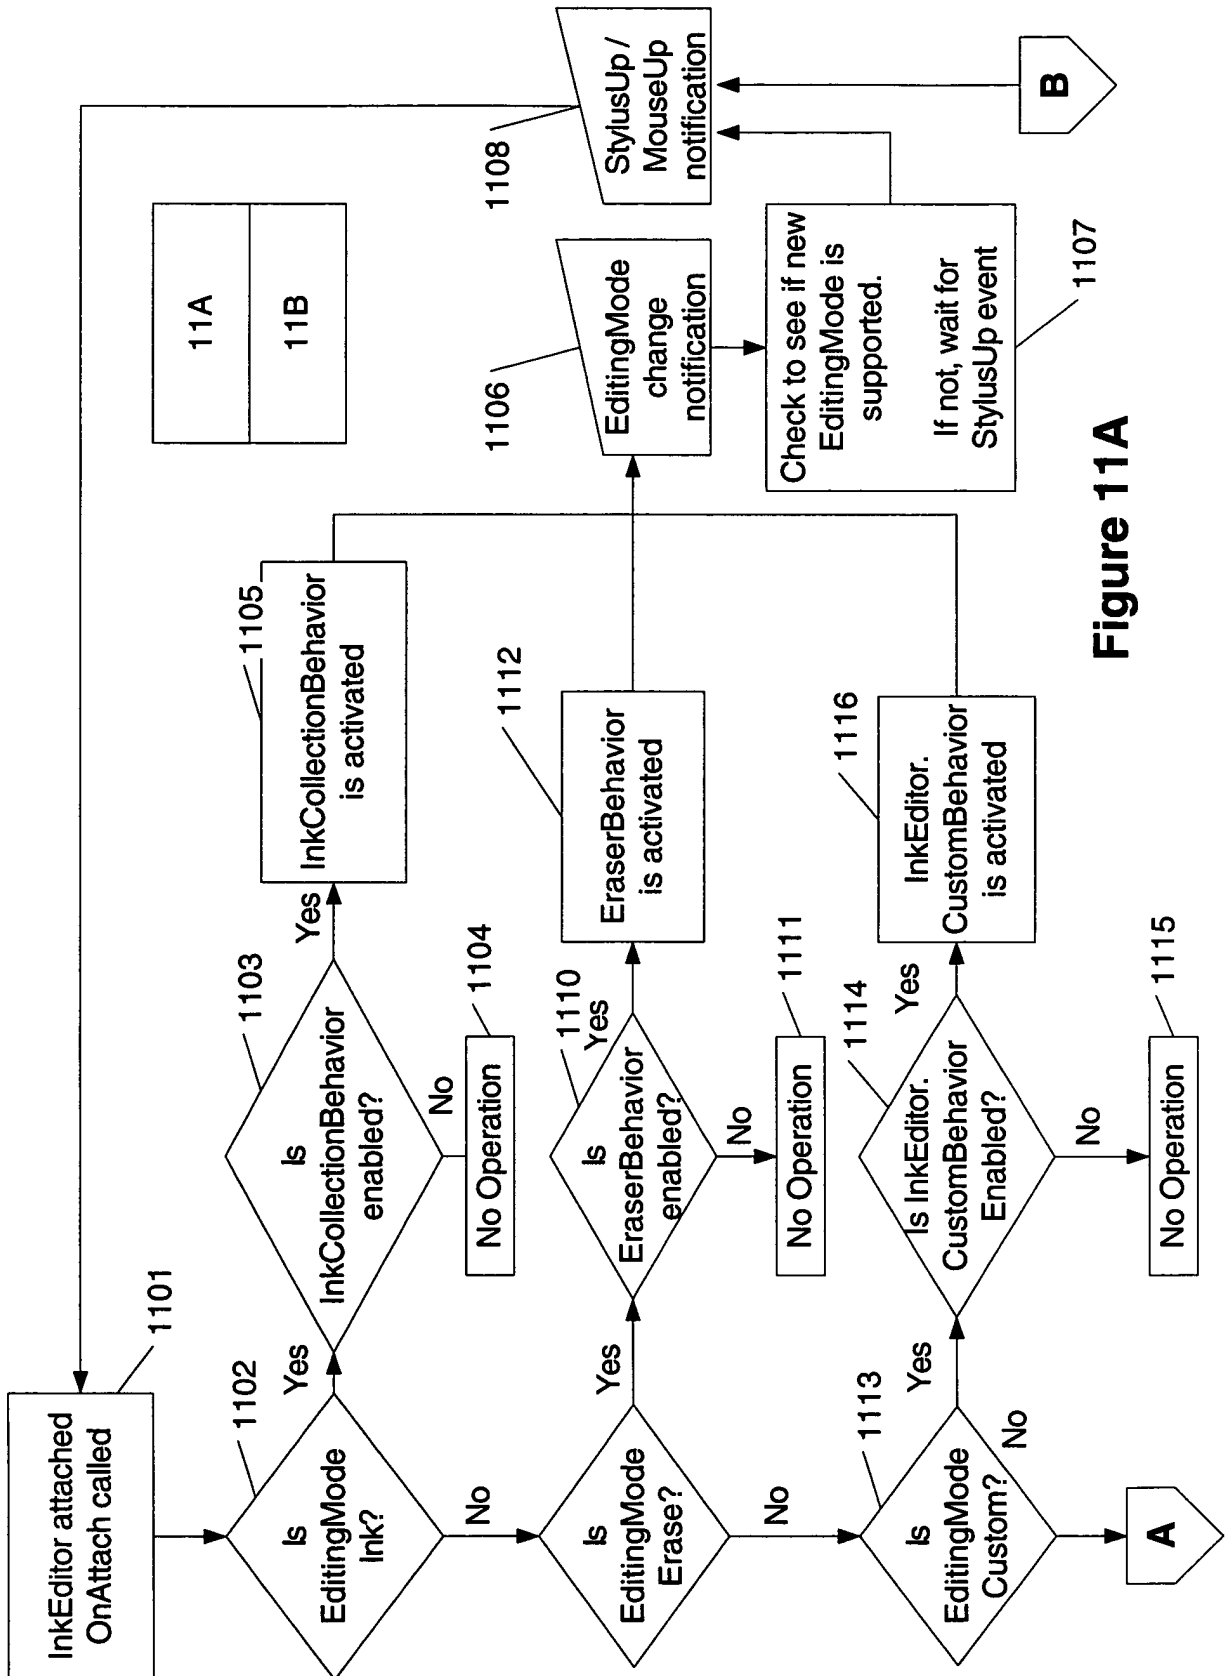 InkEditor attached
OnAttach called
1101
Is
EditingMode
Ink?
1102
Yes
No
Is
InkCollectionBehavior
enabled?
1103
Yes
No
No Operation
1104
InkCollectionBehavior
is activated
1105
Is
EditingMode
Erase?
Yes
No
Is
EraserBehavior
enabled?
1110
Yes
No
No Operation
1111
EraserBehavior
is activated
1112
Is
EditingMode
Custom?
1113
Yes
No
Is InkEditor.
CustomBehavior
Enabled?
1114
Yes
No
No Operation
1115
InkEditor.
CustomBehavior
is activated
1116
A
11A
11B
EditingMode
change
notification
1106
Check to see if new
EditingMode is
supported.
If not, wait for
StylusUp event
1107
StylusUp /
MouseUp
notification
1108
B
Figure 11A